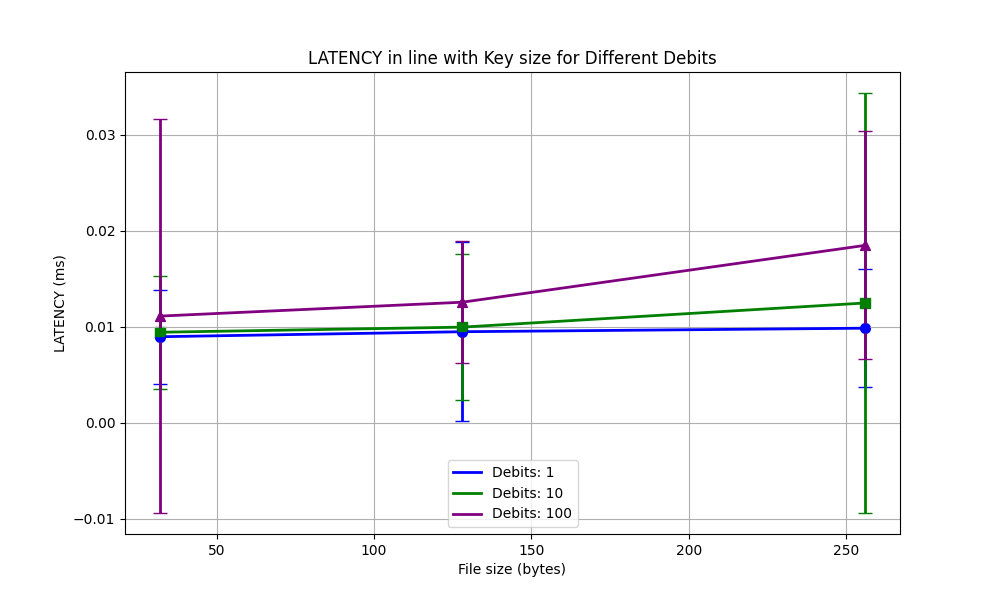 LATENCY in line with Key size for Different Debits
LATENCY (ms)
0.03
0.02
0.01
0.00
−0.01
Debits: 1
Debits: 10
Debits: 100
50 100 150 200 250
File size (bytes)